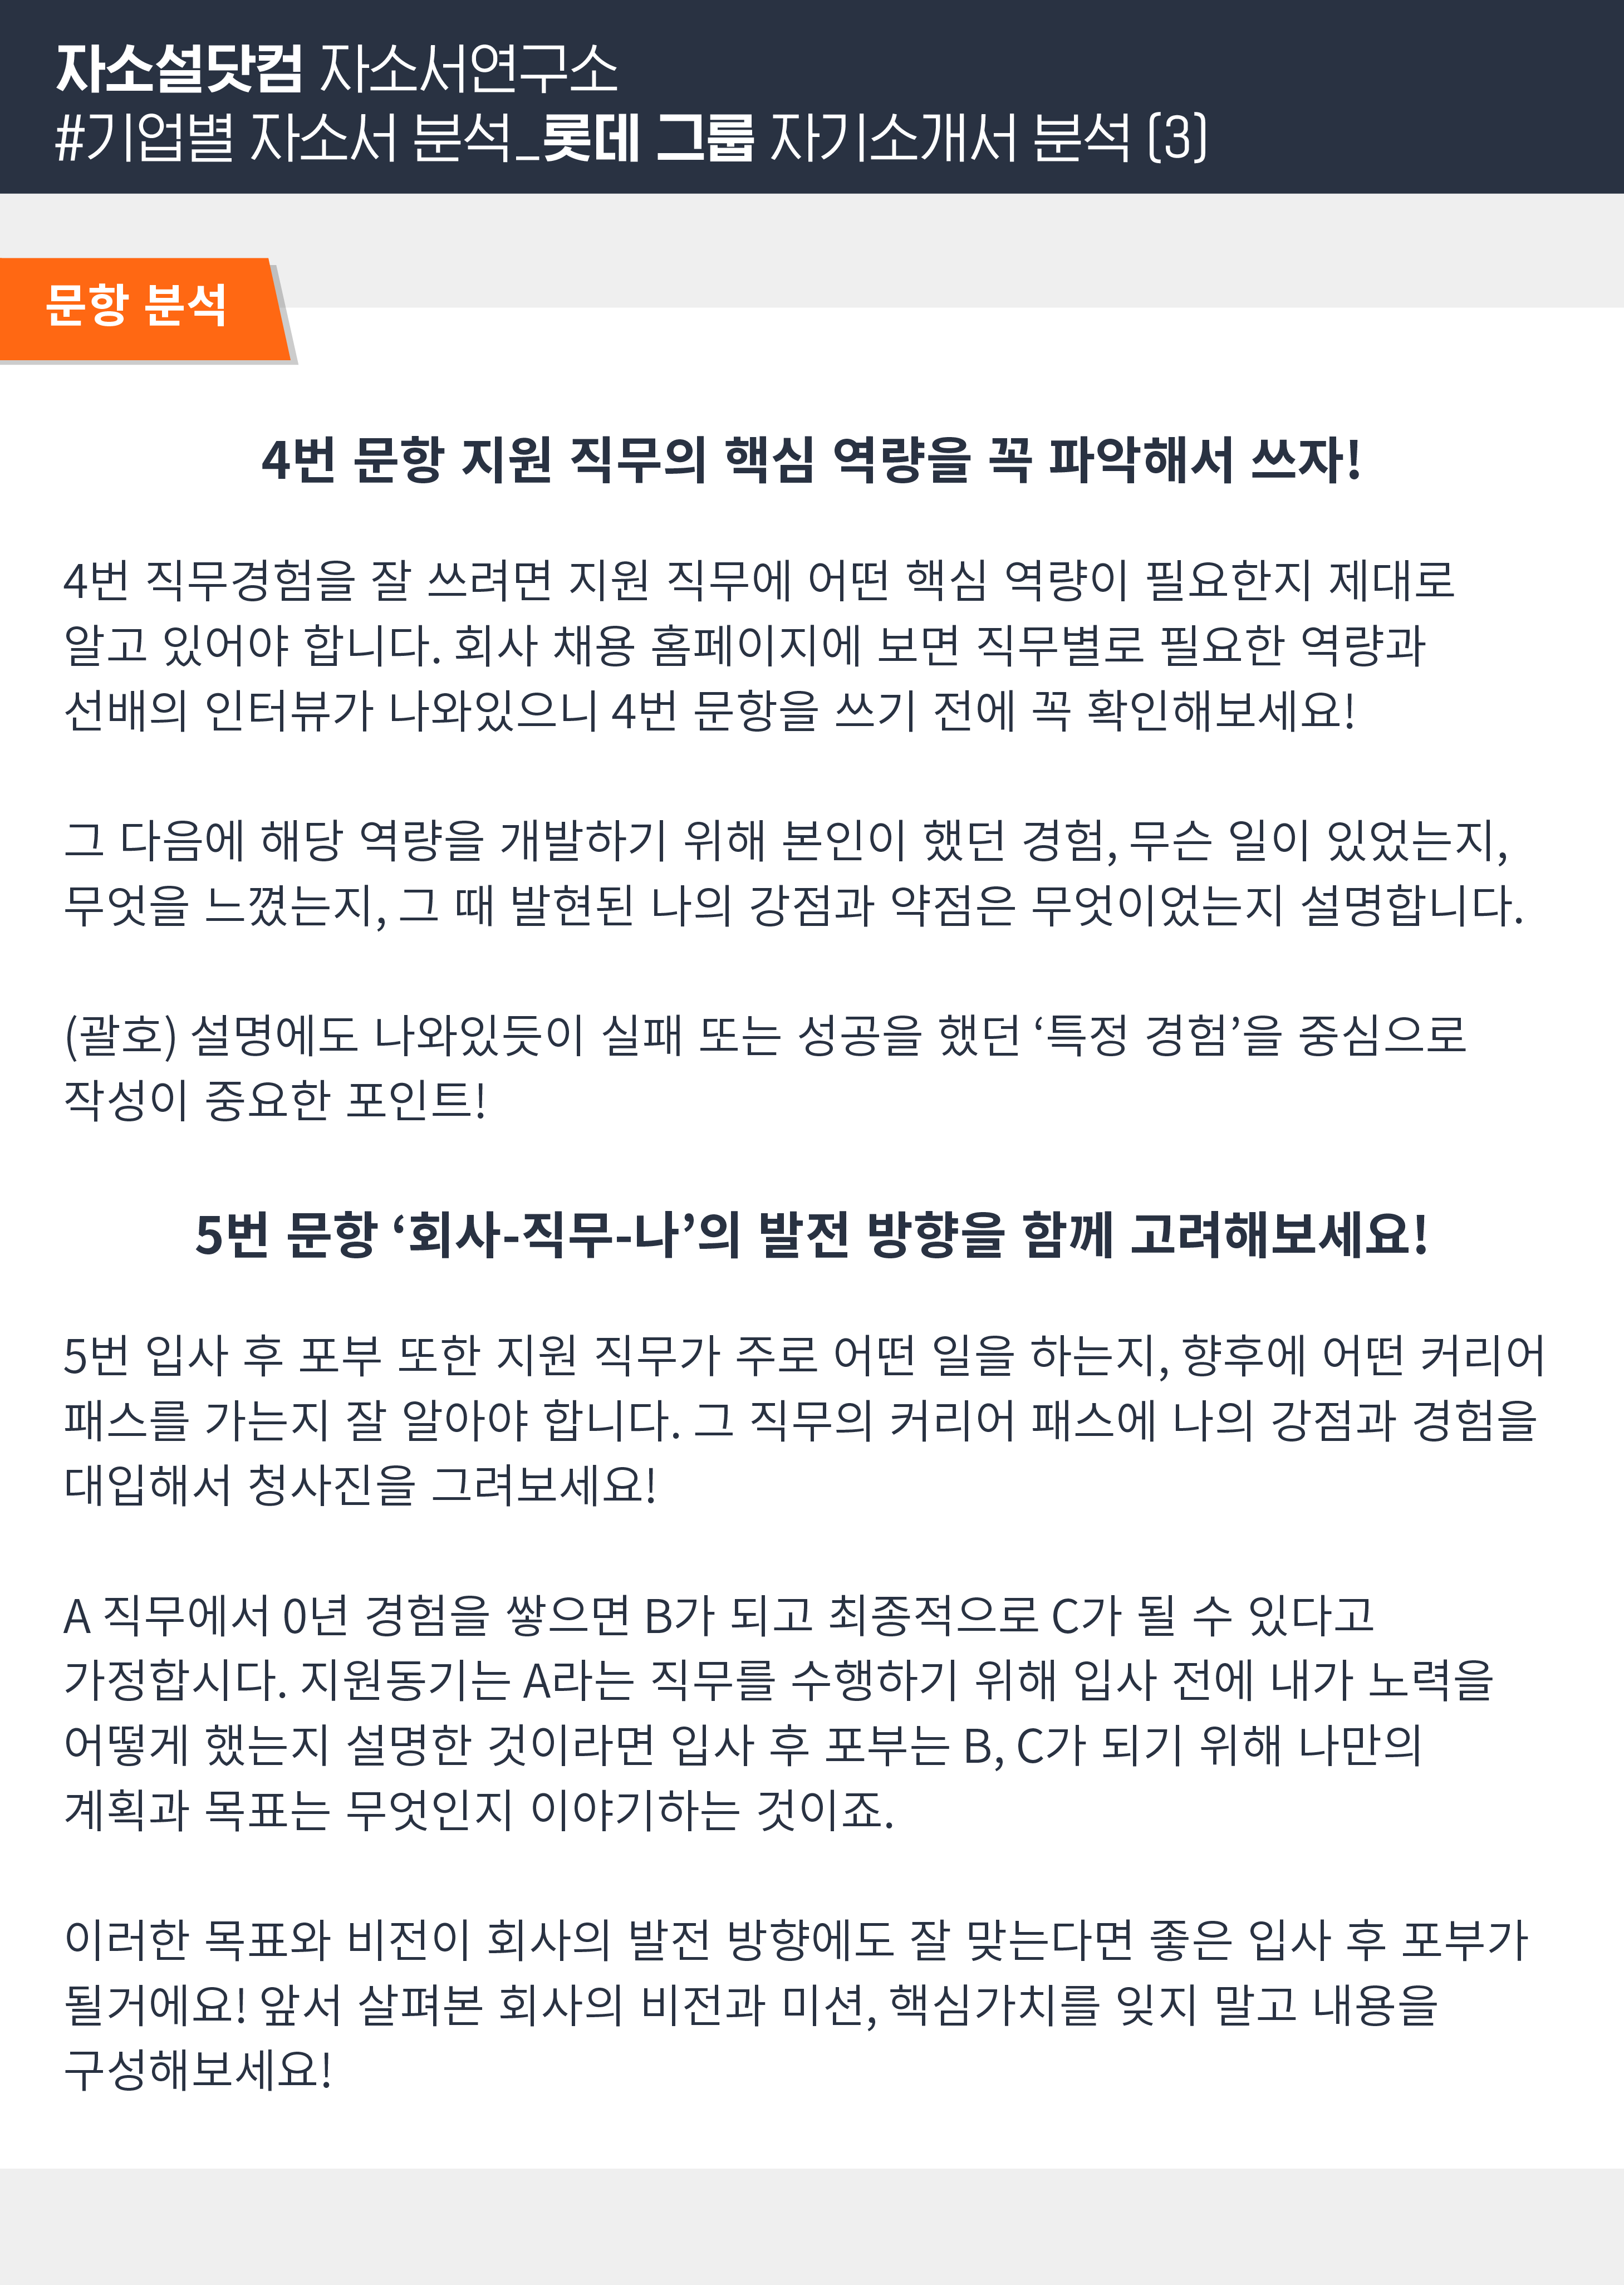 자소설닷컴 자소서연구소
#기업별 자소서 분석_롯데 그룹 자기소개서 분석 (3)
문항 분석
4번 문항 지원 직무의 핵심 역량을 꼭 파악해서 쓰자!
4번 직무경험을 잘 쓰려면 지원 직무에 어떤 핵심 역량이 필요한지 제대로
알고 있어야 합니다. 회사 채용 홈페이지에 보면 직무별로 필요한 역량과
선배의 인터뷰가 나와있으니 4번 문항을 쓰기 전에 꼭 확인해보세요!
그 다음에 해당 역량을 개발하기 위해 본인이 했던 경험, 무슨 일이 있었는지,
무엇을 느꼈는지, 그 때 발현된 나의 강점과 약점은 무엇이었는지 설명합니다.
(괄호) 설명에도 나와있듯이 실패 또는 성공을 했던 ‘특정 경험’을 중심으로
작성이 중요한 포인트!
5번 문항 ‘회사-직무-나’의 발전 방향을 함께 고려해보세요!
5번 입사 후 포부 또한 지원 직무가 주로 어떤 일을 하는지, 향후에 어떤 커리어
패스를 가는지 잘 알아야 합니다. 그 직무의 커리어 패스에 나의 강점과 경험을
대입해서 청사진을 그려보세요!
A 직무에서 0년 경험을 쌓으면 B가 되고 최종적으로 C가 될 수 있다고
가정합시다. 지원동기는 A라는 직무를 수행하기 위해 입사 전에 내가 노력을
어떻게 했는지 설명한 것이라면 입사 후 포부는 B, C가 되기 위해 나만의
계획과 목표는 무엇인지 이야기하는 것이죠.
이러한 목표와 비전이 회사의 발전 방향에도 잘 맞는다면 좋은 입사 후 포부가
될거에요! 앞서 살펴본 회사의 비전과 미션, 핵심가치를 잊지 말고 내용을
구성해보세요!